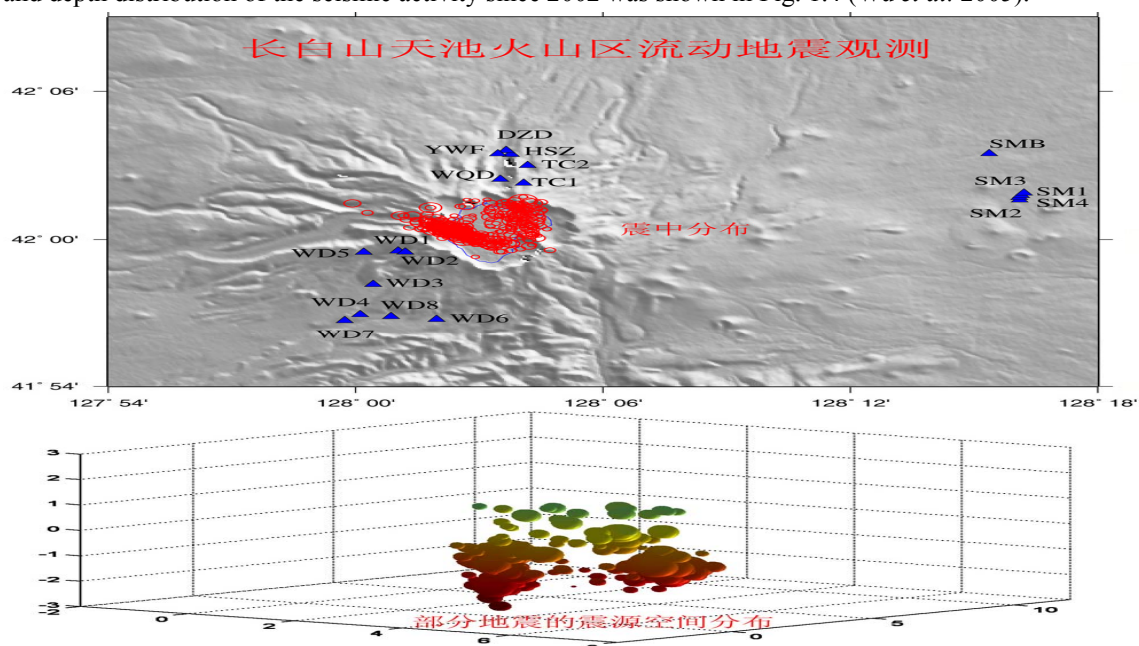 and depth distribution of the seismic activity since 2002 was shown in Fig. 1.4 (Wu et al. 2005).
长白山天池火山区流动地震观测
42° 06'
DZD
YWF HSZ
TC2
WQD
TC1
SMB
SM3 SM1
SM2 SM4
震中分布
42° 00'
WD1
WD5 WD2
WD3
WD4 WD8
WD6
WD7
41° 54'
127° 54' 128° 00' 128° 06' 128° 12' 128° 18'
3
2
1
0
-1
-2
-3
-2
0
2
4
6
0
5
10
部分地震的震源空间分布